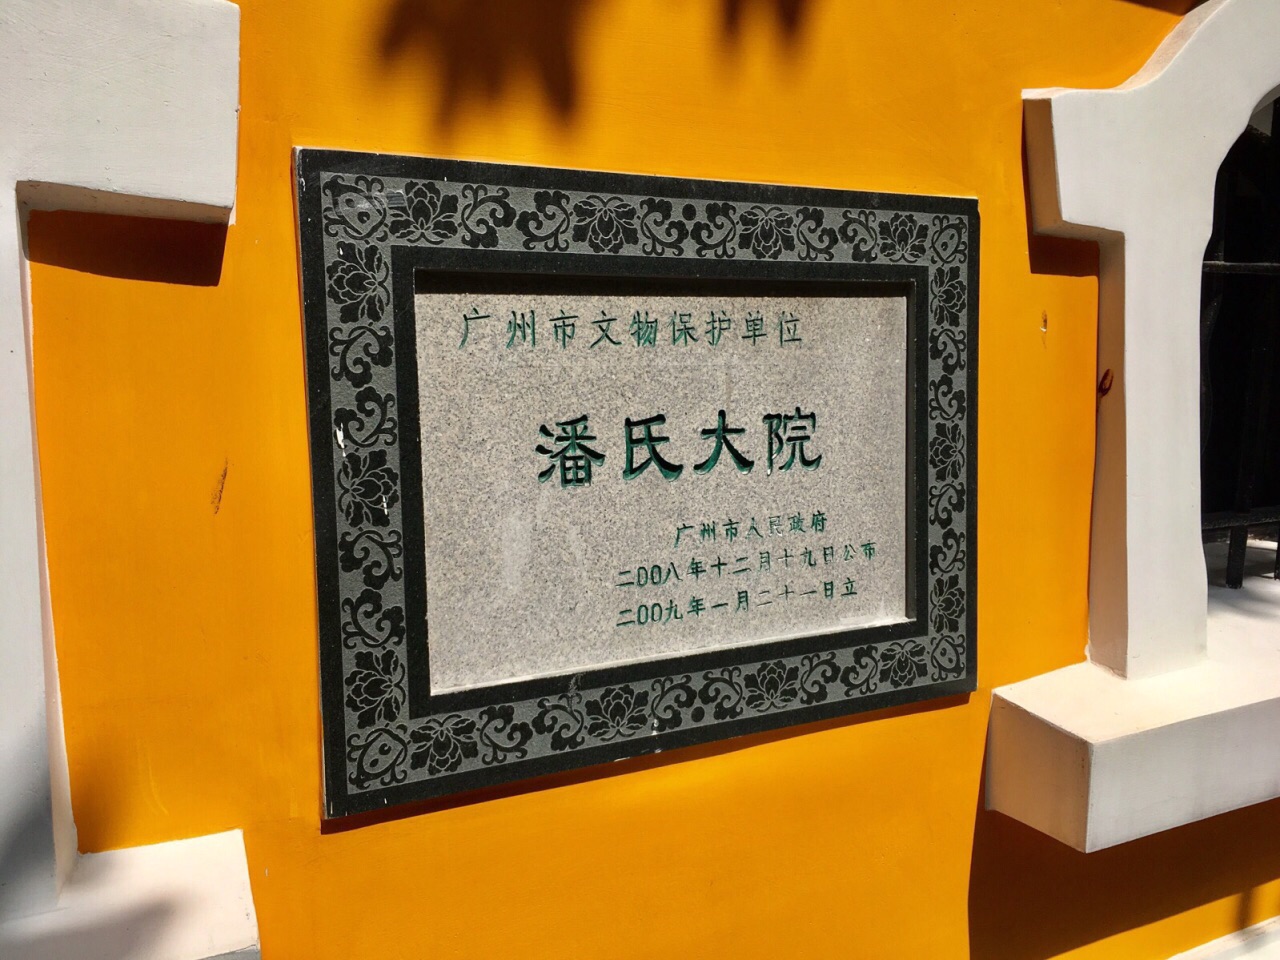 广州市文物保护单位
潘氏大院
广州市人民政府
二00八年十二月十九日公布
二00九年一月二十一日立